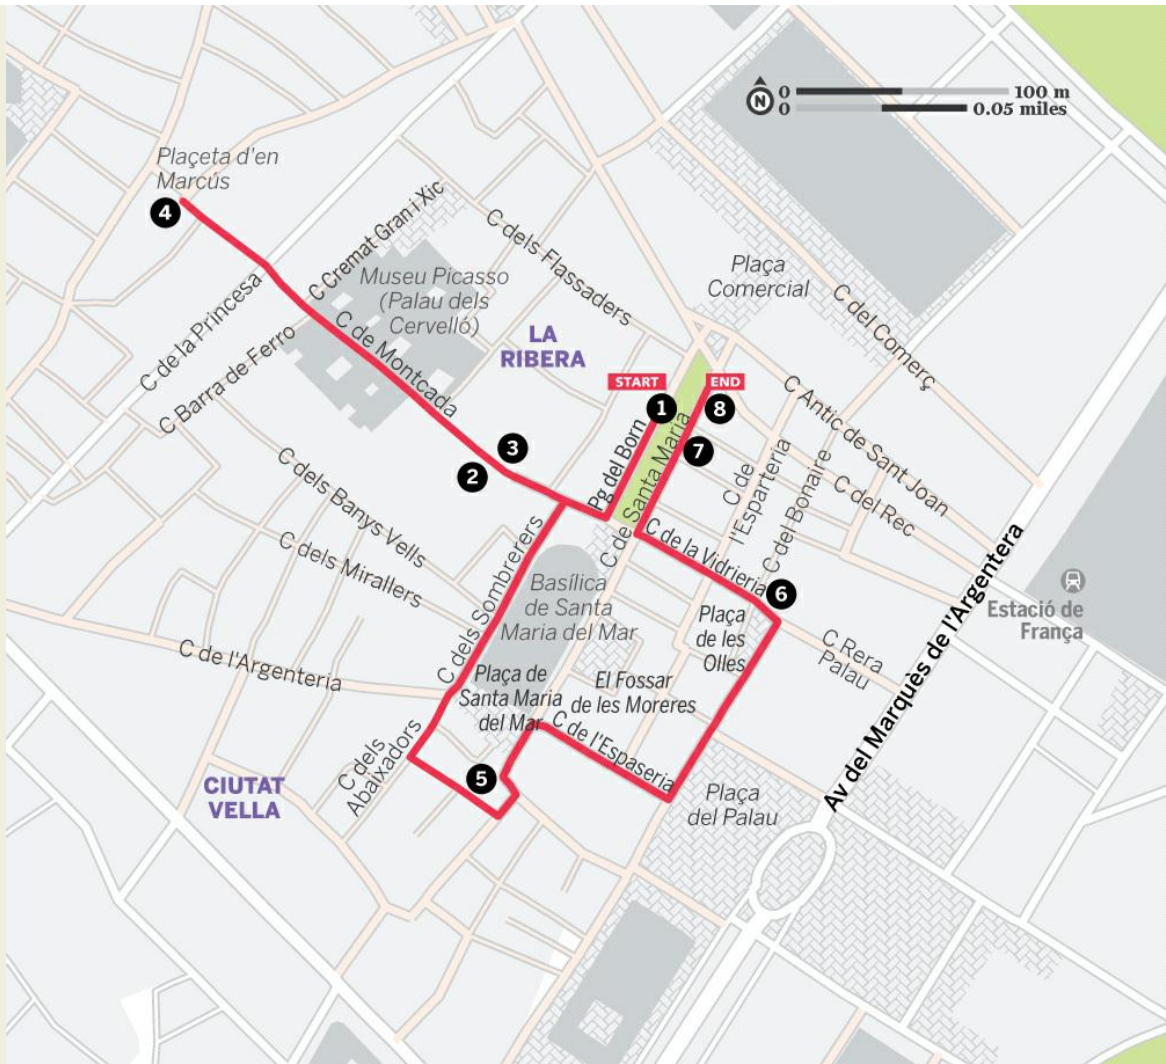 0 100 m
N
0 0.05 miles
Plaçeta d'en
Marcús
4
C Cremat Gran i Xic
C dels Flassaders
Plaça
Comercial
Museu Picasso
(Palau dels
Cervelló)
C de la Princesa
C Barra de Ferro
C de Montcada
LA
RIBERA
C del Comerç
START
END
1
8
7
C Antic de Sant Joan
Pg del Born
C de Santa Maria
3
2
C de
l'Esparteria
C del Bonaire
C del Rec
C dels Banys Vells
C dels Mirallers
C dels Sombrerers
C de la Vidrieria
6
Basílica
de Santa
Maria del Mar
Plaça
de les
Olles
C Rera
Palau
Estació de
França
Av del Marquès de l'Argentera
C de l'Argenteria
Plaça de
Santa Maria
del Mar
El Fossar
de les Moreres
C de l'Espaseria
C dels
Abaixadors
5
CIUTAT
VELLA
Plaça
del Palau